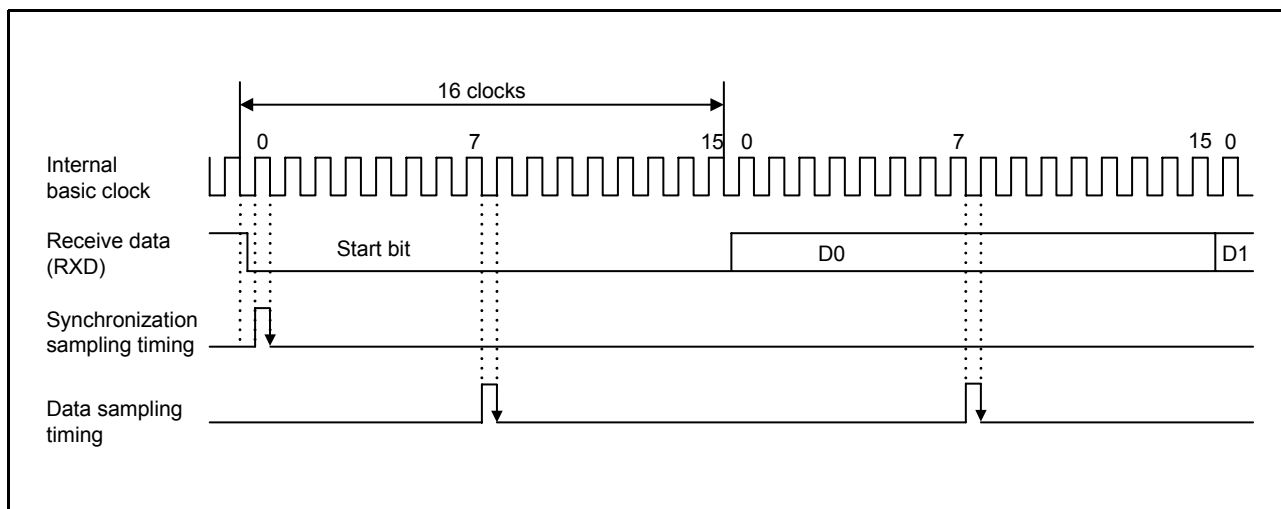 16 clocks
0 7 15 0 7 15 0
Internal
basic clock
Receive data
(RXD)
Start bit D0 D1
Synchronization
sampling timing
Data sampling
timing